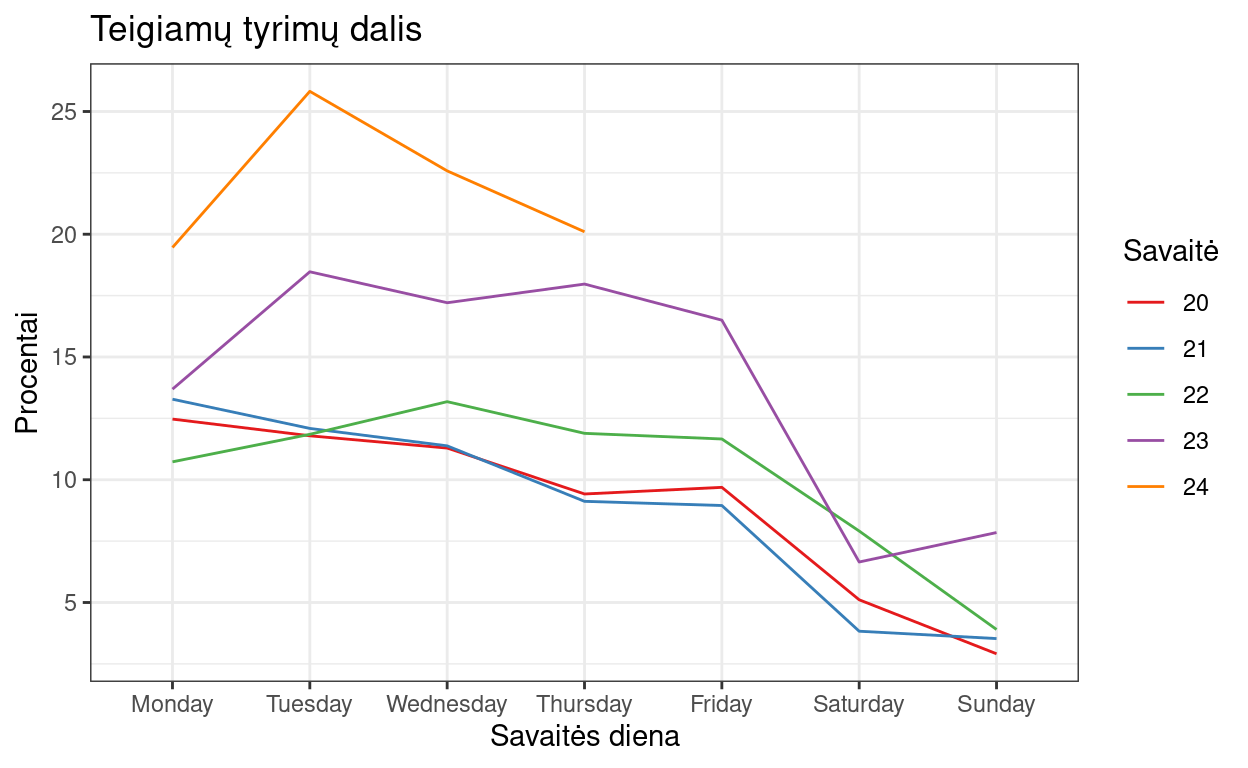 Teigiamų tyrimų dalis
Procentai
25
20
15
10
5
Monday Tuesday Wednesday Thursday Friday Saturday Sunday
Savaitės diena
Savaitė
20
21
22
23
24